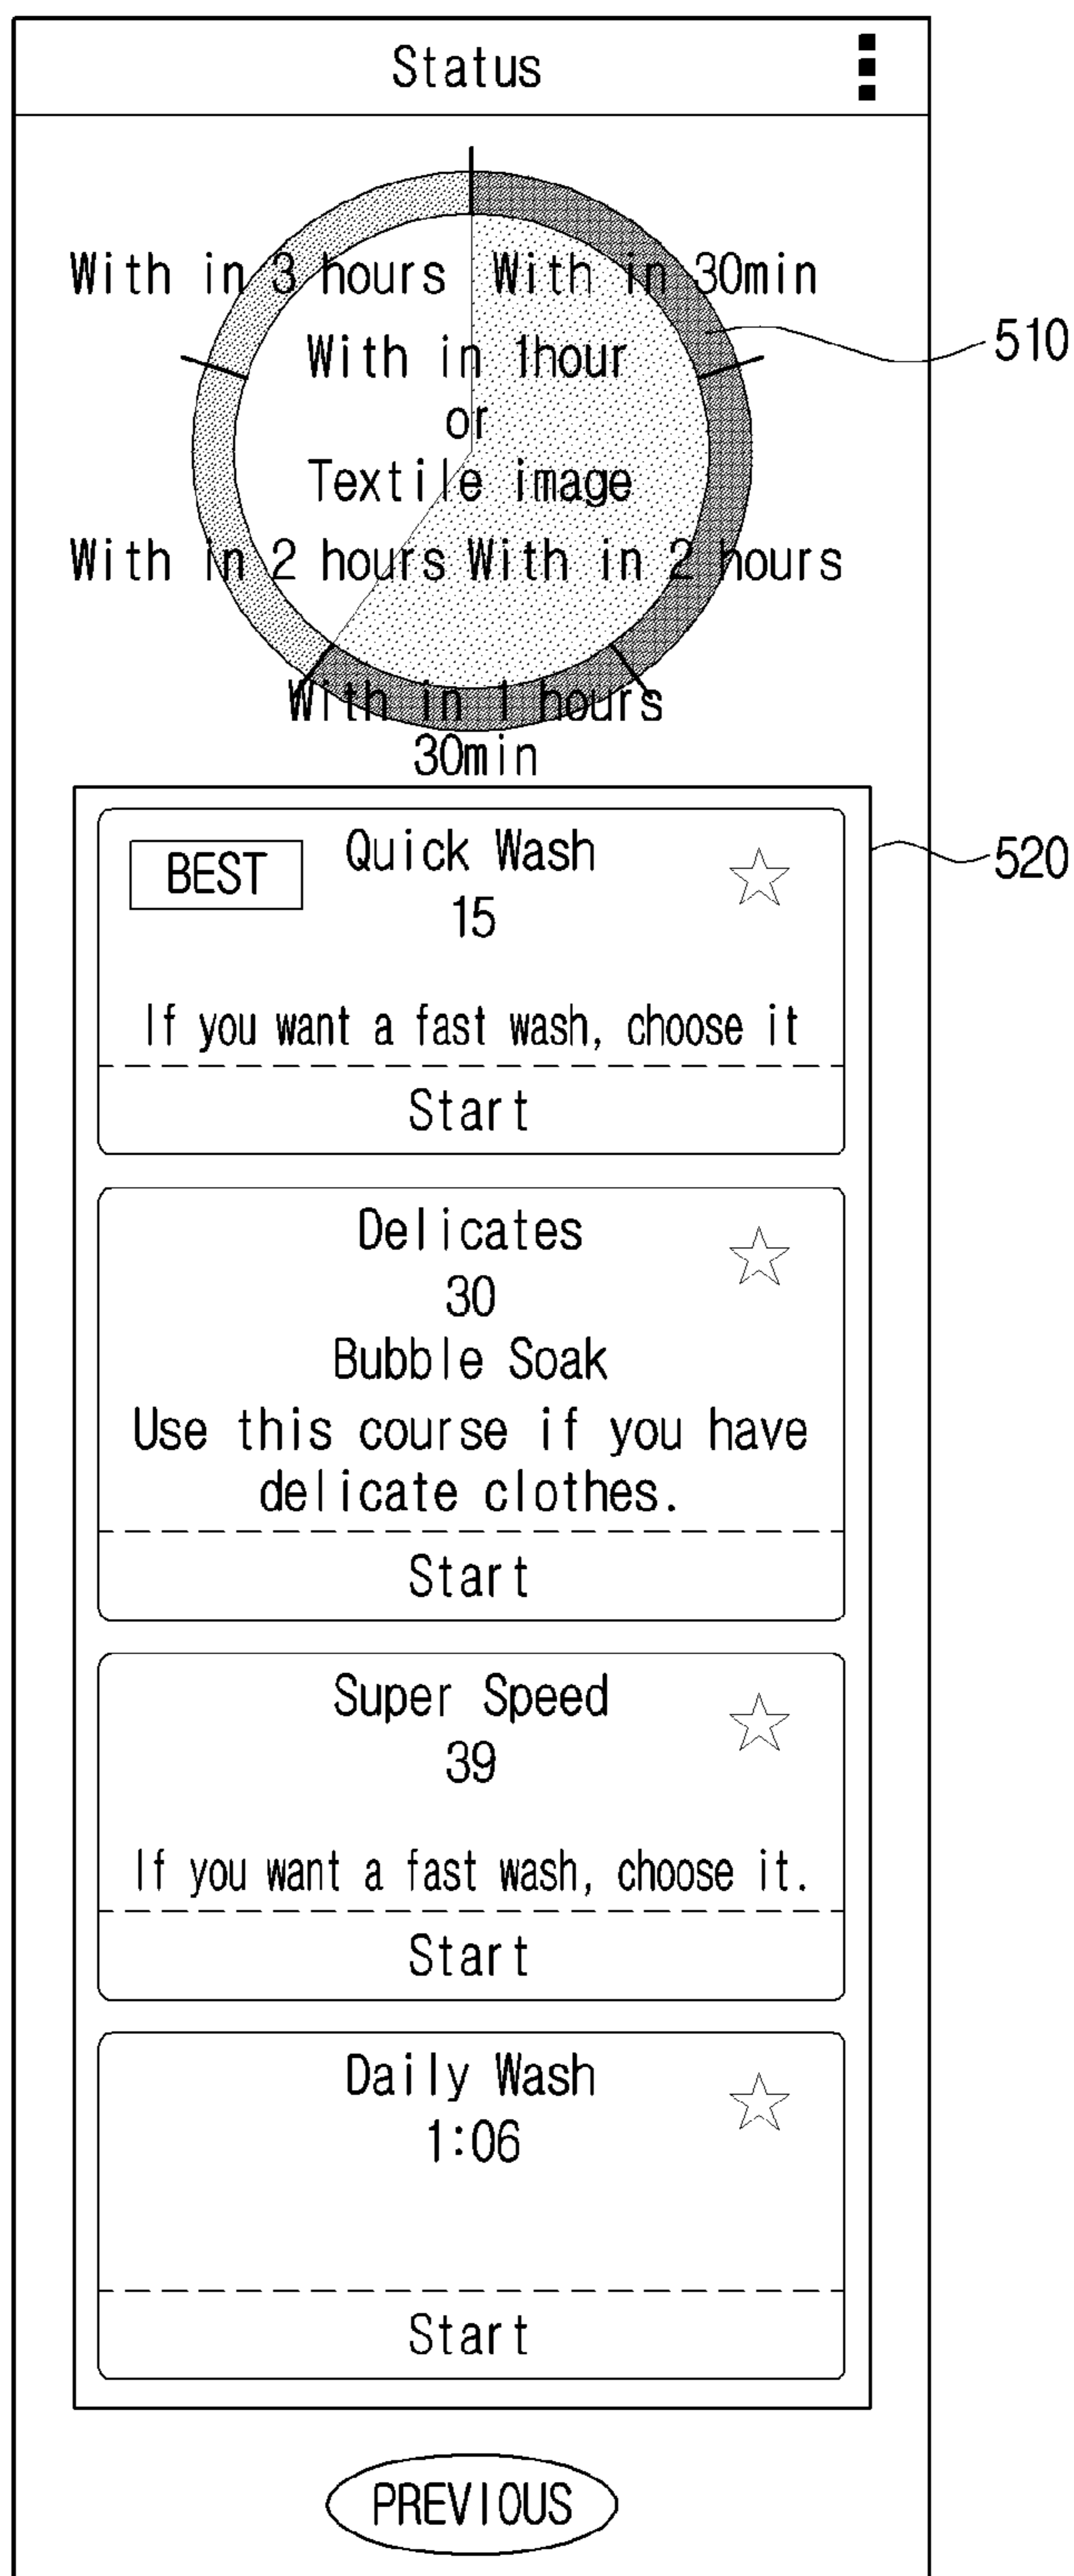 Status
With in 3 hours With in 30min
510
With in 1hour
or
Textile image
With in 2 hours With in 2 hours
With in 1 hours
30min
BEST Quick Wash
520
15
If you want a fast wash, choose it
Start
Delicates
30
Bubble Soak
Use this course if you have
delicate clothes.
Start
Super Speed
39
If you want a fast wash, choose it.
Start
Daily Wash
1:06
Start
PREVIOUS